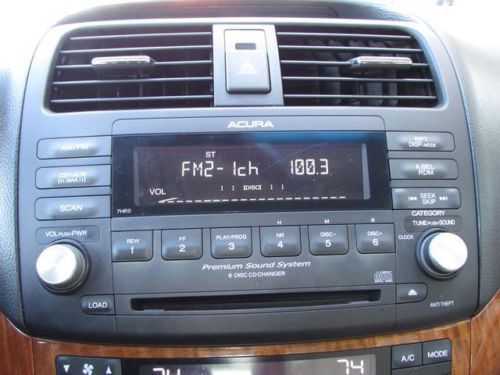 ACURA
AM/FM
ST
FM2-1ch 100.3
DISP•MODE
CD/AUX
A.SEL
RDM
VOL
DISC1
SCAN
7HR0
SEEK
SKIP
CATEGORY
VOL PUSH PWR
REW 1
FF 2
PLAY/PROG 3
H
NR 4
M
DISC- 5
R
DISC+ 6
TUNE PUSH SOUND
CLOCK
Premium Sound System
6-DISC CD CHANGER
LOAD
ANTI THEFT
74
74
A/C
MODE